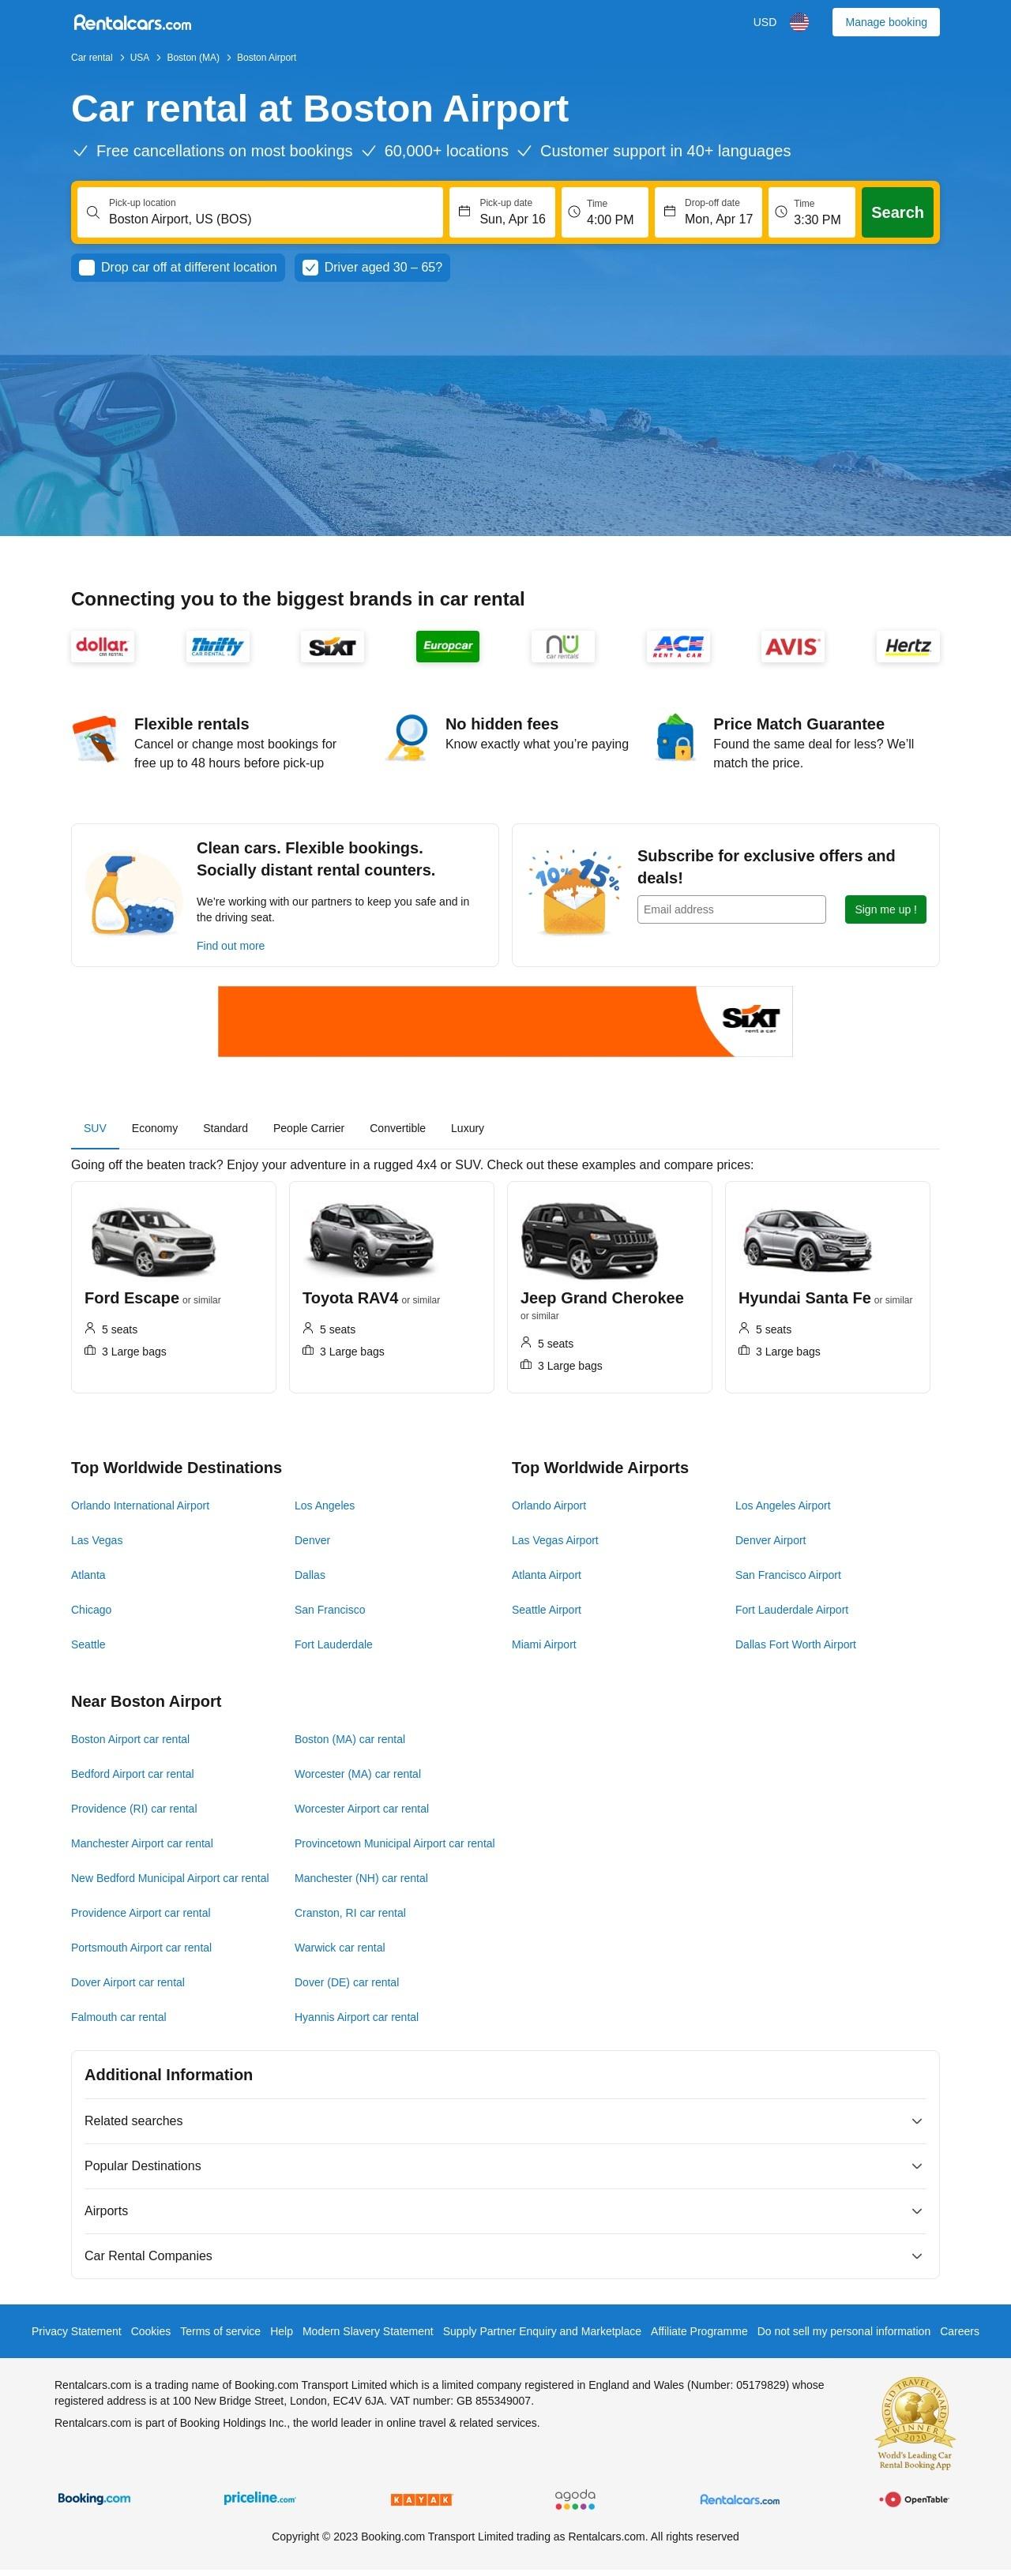 Rentalcars.com
USD
Manage booking
Car rental
USA
Boston (MA)
Boston Airport
Car rental at Boston Airport
Free cancellations on most bookings
60,000+ locations
Customer support in 40+ languages
Pick-up location
Boston Airport, US (BOS)
Pick-up date
Sun, Apr 16
Time
4:00 PM
Drop-off date
Mon, Apr 17
Time
3:30 PM
Search
Drop car off at different location
Driver aged 30 – 65?
Connecting you to the biggest brands in car rental
dollar.
CAR RENTAL
Thrifty
CAR RENTAL
SIXT
Europcar
NÜ
car rentals
ACE
RENT A CAR
AVIS
Hertz
Flexible rentals
Cancel or change most bookings for
free up to 48 hours before pick-up
No hidden fees
Know exactly what you’re paying
Price Match Guarantee
Found the same deal for less? We’ll
match the price.
Clean cars. Flexible bookings.
Socially distant rental counters.
We’re working with our partners to keep you safe and in
the driving seat.
Find out more
10% 15%
Subscribe for exclusive offers and
deals!
Email address
Sign me up !
SIXT
rent a car
SUV
Economy
Standard
People Carrier
Convertible
Luxury
Going off the beaten track? Enjoy your adventure in a rugged 4x4 or SUV. Check out these examples and compare prices:
Ford Escape or similar
5 seats
3 Large bags
Toyota RAV4 or similar
5 seats
3 Large bags
Jeep Grand Cherokee
or similar
5 seats
3 Large bags
Hyundai Santa Fe or similar
5 seats
3 Large bags
Top Worldwide Destinations
Orlando International Airport
Los Angeles
Las Vegas
Denver
Atlanta
Dallas
Chicago
San Francisco
Seattle
Fort Lauderdale
Top Worldwide Airports
Orlando Airport
Los Angeles Airport
Las Vegas Airport
Denver Airport
Atlanta Airport
San Francisco Airport
Seattle Airport
Fort Lauderdale Airport
Miami Airport
Dallas Fort Worth Airport
Near Boston Airport
Boston Airport car rental
Boston (MA) car rental
Bedford Airport car rental
Worcester (MA) car rental
Providence (RI) car rental
Worcester Airport car rental
Manchester Airport car rental
Provincetown Municipal Airport car rental
New Bedford Municipal Airport car rental
Manchester (NH) car rental
Providence Airport car rental
Cranston, RI car rental
Portsmouth Airport car rental
Warwick car rental
Dover Airport car rental
Dover (DE) car rental
Falmouth car rental
Hyannis Airport car rental
Additional Information
Related searches
Popular Destinations
Airports
Car Rental Companies
Privacy Statement
Cookies
Terms of service
Help
Modern Slavery Statement
Supply Partner Enquiry and Marketplace
Affiliate Programme
Do not sell my personal information
Careers
Rentalcars.com is a trading name of Booking.com Transport Limited which is a limited company registered in England and Wales (Number: 05179829) whose
registered address is at 100 New Bridge Street, London, EC4V 6JA. VAT number: GB 855349007.
Rentalcars.com is part of Booking Holdings Inc., the world leader in online travel & related services.
WORLD TRAVEL AWARDS
WINNER
2020
World's Leading Car
Rental Booking App
Booking.com
priceline.com
KAYAK
agoda
Rentalcars.com
OpenTable
Copyright © 2023 Booking.com Transport Limited trading as Rentalcars.com. All rights reserved